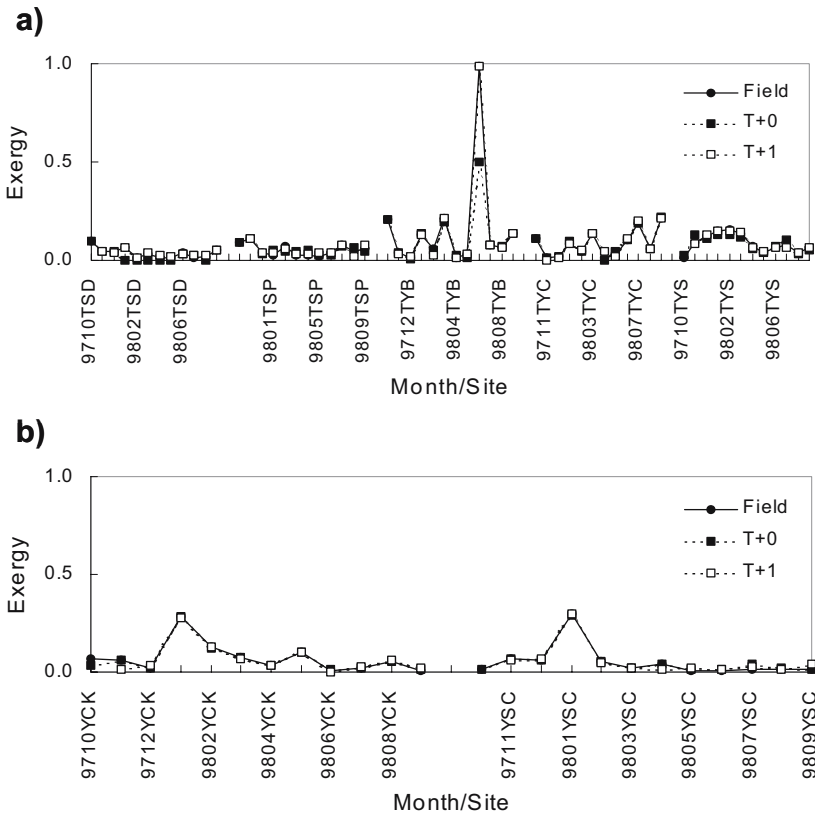 a)
1.0
0.5
0.0
Exergy
Field
T+0
T+1
9710TSD
9802TSD
9806TSD
9801TSP
9805TSP
9809TSP
9712TYB
9804TYB
9808TYB
9711TYC
9803TYC
9807TYC
9710TYS
9802TYS
9806TYS
Month/Site
b)
1.0
0.5
0.0
Exergy
Field
T+0
T+1
9710YCK
9712YCK
9802YCK
9804YCK
9806YCK
9808YCK
9711YSC
9801YSC
9803YSC
9805YSC
9807YSC
9809YSC
Month/Site